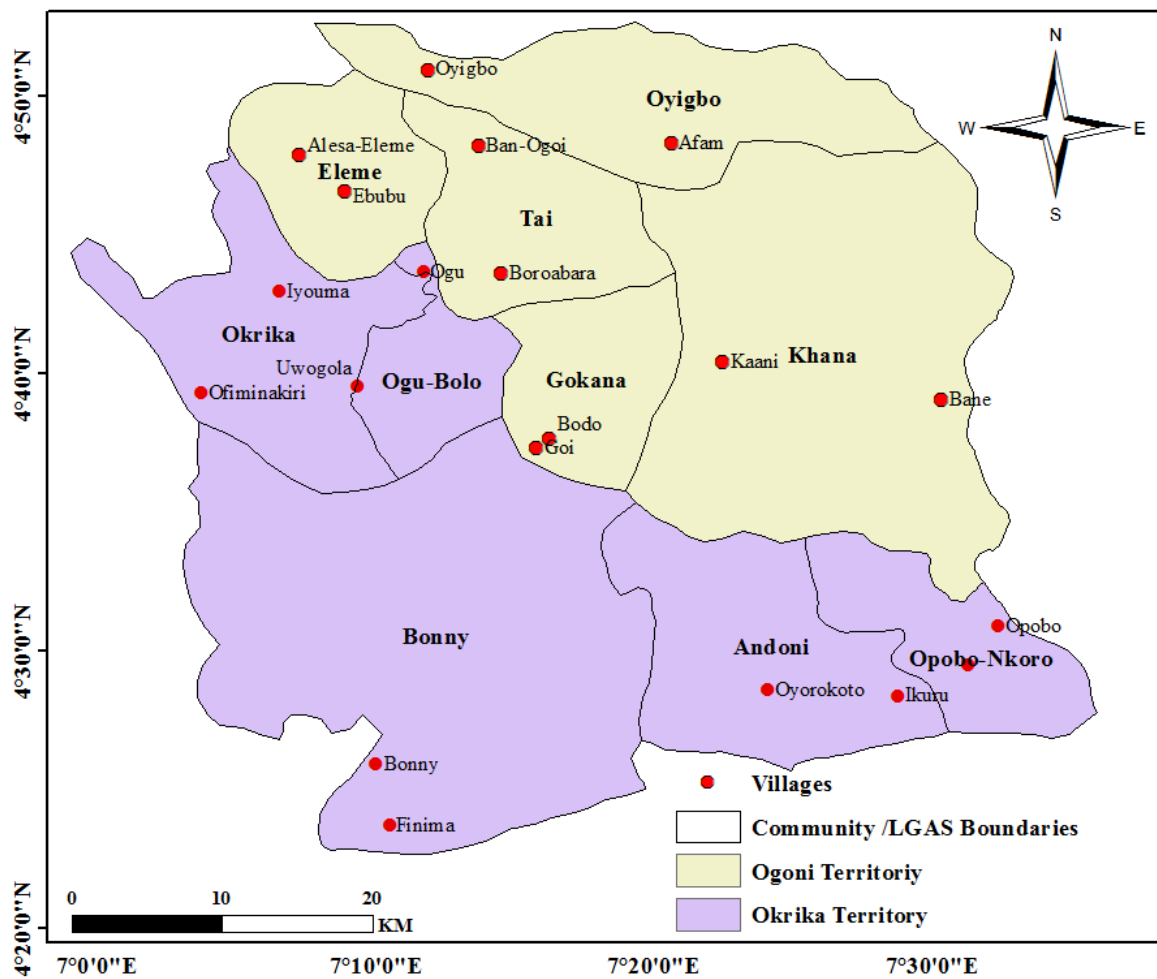 N
W
E
S
4°50'0"N
4°40'0"N
4°30'0"N
4°20'0"N
Oyigbo
Oyigbo
Afam
Alesa-Eleme
Eleme
Ebubu
Ban-Ogoi
Tai
Ogu
Boroabara
Iyouma
Okrika
Uwogola
Ofiminakiri
Ogu-Bolo
Gokana
Bodo
Goi
Kaani
Khana
Bane
Bonny
Andoni
Oyorokoto
Opobo
Opobo-Nkoro
Ikuru
Bonny
Finima
Villages
Community /LGAS Boundaries
Ogoni Territoriy
Okrika Territory
0 10 20
KM
7°0'0"E 7°10'0"E 7°20'0"E 7°30'0"E